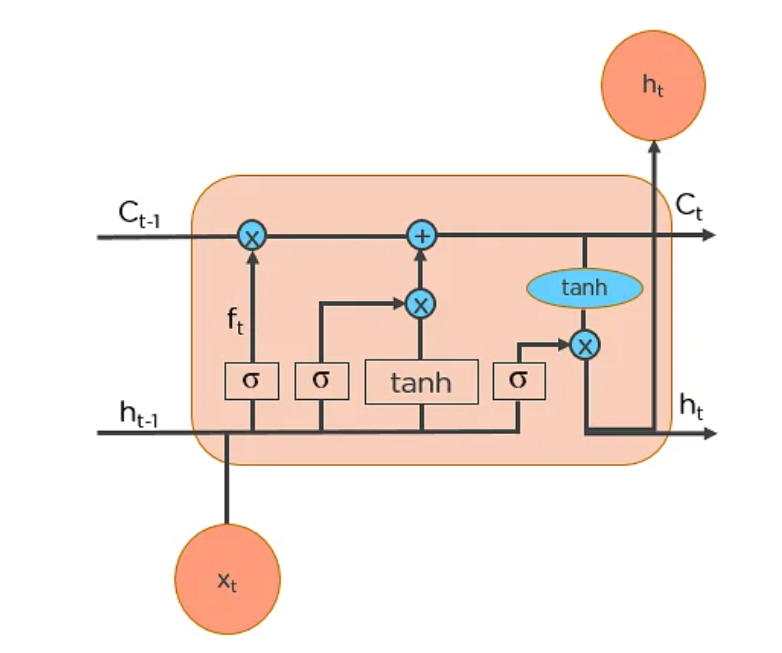 hₜ
Cₜ₋₁
x
+
Cₜ
tanh
x
fₜ
x
σ
σ
tanh
σ
hₜ₋₁
hₜ
xₜ